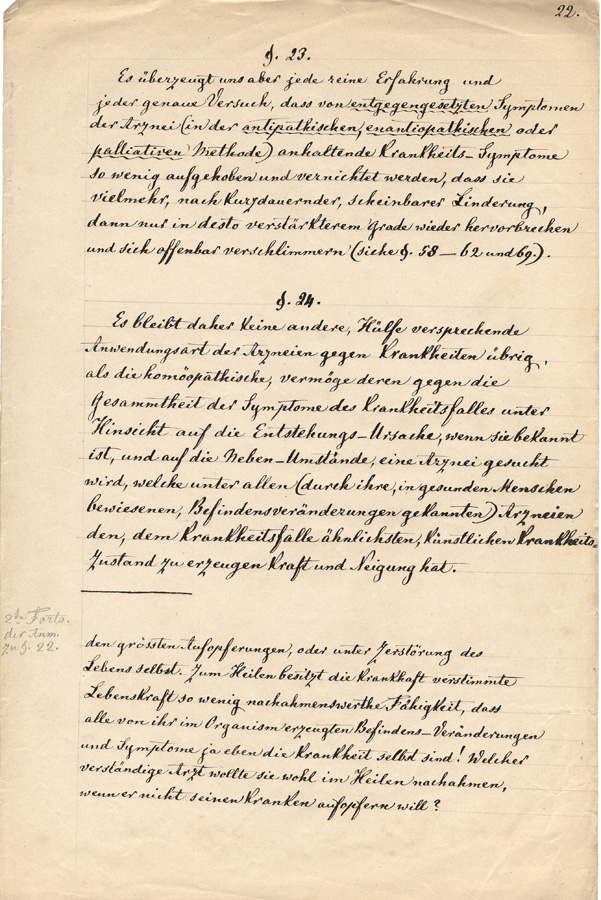 22.
§. 23.
Es überzeugt uns aber jede reine Erfahrung und
jeder genaue Versuch, dass von entgegengesetzten Symptomen
der Arznei (in der antipathischen, enantiopathischen oder
palliativen Methode) anhaltende Krankheits-Symptome
so wenig aufgehoben und vernichtet werden, dass sie
vielmehr, nach kurzdauernder, scheinbarer Linderung,
dann nur in desto verstärkterem Grade wieder hervorbrechen
und sich offenbar verschlimmern (siehe §. 58 – 62 und 69.).
§. 24.
Es bleibt daher keine andere, Hülfe versprechende
Anwendungsart der Arzneien gegen Krankheiten übrig,
als die homöopathische, vermöge deren gegen die
Gesammtheit der Symptome des Krankheitsfalles unter
Hinsicht auf die Entstehungs-Ursache, wenn sie bekannt
ist, und auf die Neben-Umstände, eine Arznei gesucht
wird, welche unter allen (durch ihre, in gesunden Menschen
bewiesenen, Befindensveränderungen gekannten) Arzneien
den, dem Krankheitsfalle ähnlichsten, künstlichen Krankheits-
Zustand zu erzeugen Kraft und Neigung hat.
2te Forts.
der Anm.
zu §. 22.
den grössten Aufopferungen, oder unter Zerstörung des
Lebens selbst. Zum Heilen besitzt die krankhaft verstimmte
Lebenskraft so wenig nachahmenswerthe Fähigkeit, dass
alle von ihr im Organism erzeugten Befindens-Veränderungen
und Symptome ja eben die Krankheit selbst sind! Welcher
verständige Arzt wollte sie wohl im Heilen nachahmen,
wenn er nicht seinen Kranken aufopfern will?